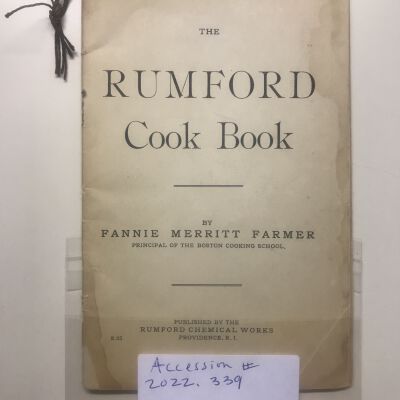 THE
RUMFORD
Cook Book
BY
FANNIE MERRITT FARMER
PRINCIPAL OF THE BOSTON COOKING SCHOOL,
PUBLISHED BY THE
RUMFORD CHEMICAL WORKS
PROVIDENCE, R. I.
Accession #
2022. 339